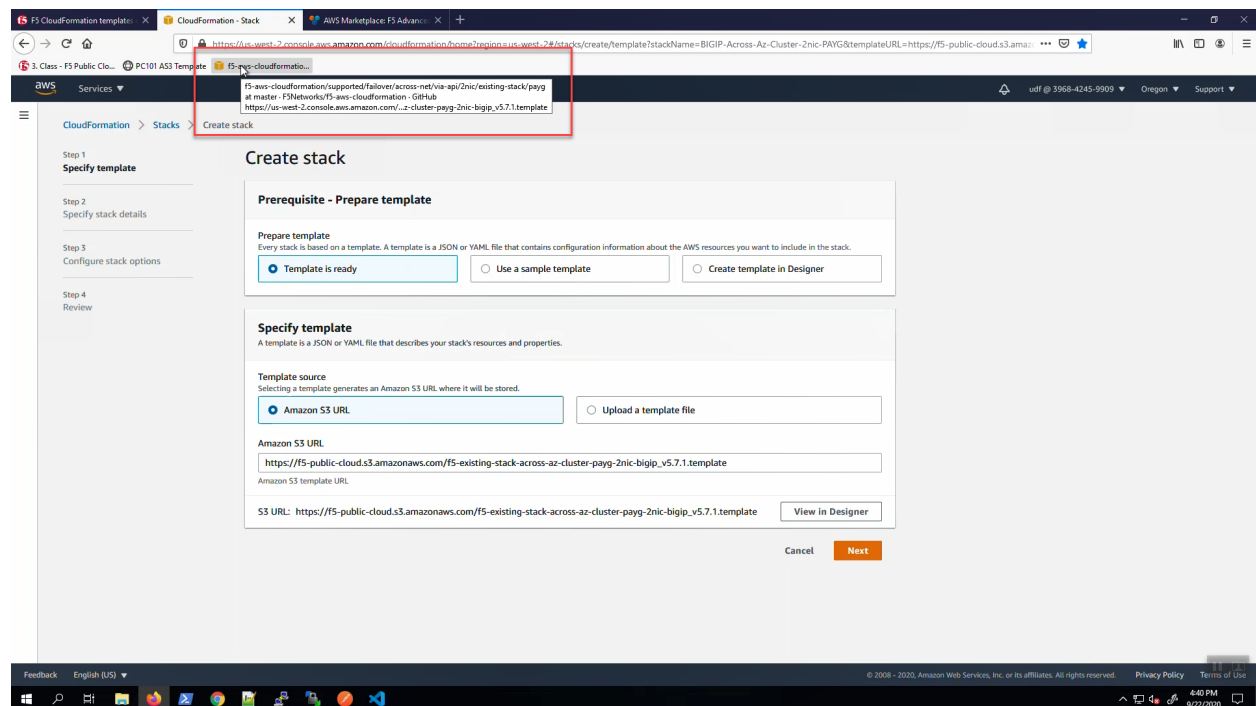 F5 CloudFormation templates
CloudFormation - Stack
AWS Marketplace: F5 Advance
https://us-west-2.console.aws.amazon.com/cloudformation/home?region=us-west-2#/stacks/create/template?stackName=BIGIP-Across-Az-Cluster-2nic-PAYG&templateURL=https://f5-public-cloud.s3.amaz
3. Class - F5 Public Clo...
PC101 AS3 Template
f5-aws-cloudformatio...
f5-aws-cloudformation/supported/failover/across-net/via-api/2nic/existing-stack/payg
at master · F5Networks/f5-aws-cloudformation · GitHub
https://us-west-2.console.aws.amazon.com/...z-cluster-payg-2nic-bigip_v5.7.1.template
aws
Services
udf @ 3968-4245-9909
Oregon
Support
CloudFormation > Stacks > Create stack
Step 1
Specify template
Step 2
Specify stack details
Step 3
Configure stack options
Step 4
Review
Create stack
Prerequisite - Prepare template
Prepare template
Every stack is based on a template. A template is a JSON or YAML file that contains configuration information about the AWS resources you want to include in the stack.
Template is ready
Use a sample template
Create template in Designer
Specify template
A template is a JSON or YAML file that describes your stack's resources and properties.
Template source
Selecting a template generates an Amazon S3 URL where it will be stored.
Amazon S3 URL
Upload a template file
Amazon S3 URL
https://f5-public-cloud.s3.amazonaws.com/f5-existing-stack-across-az-cluster-payg-2nic-bigip_v5.7.1.template
Amazon S3 template URL
S3 URL: https://f5-public-cloud.s3.amazonaws.com/f5-existing-stack-across-az-cluster-payg-2nic-bigip_v5.7.1.template
View in Designer
Cancel
Next
Feedback
English (US)
© 2008 - 2020, Amazon Web Services, Inc. or its affiliates. All rights reserved.
Privacy Policy
Terms of Use
4:40 PM
9/22/2020